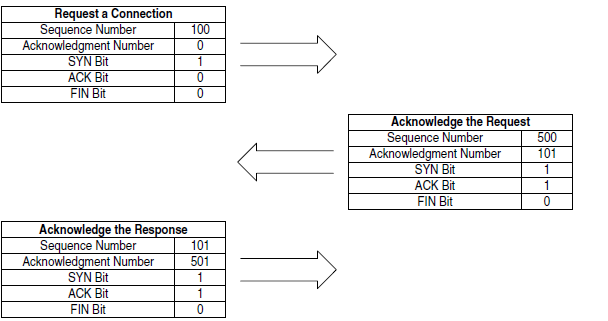 Request a Connection
Sequence Number 100
Acknowledgment Number 0
SYN Bit 1
ACK Bit 0
FIN Bit 0
Acknowledge the Request
Sequence Number 500
Acknowledgment Number 101
SYN Bit 1
ACK Bit 1
FIN Bit 0
Acknowledge the Response
Sequence Number 101
Acknowledgment Number 501
SYN Bit 1
ACK Bit 1
FIN Bit 0